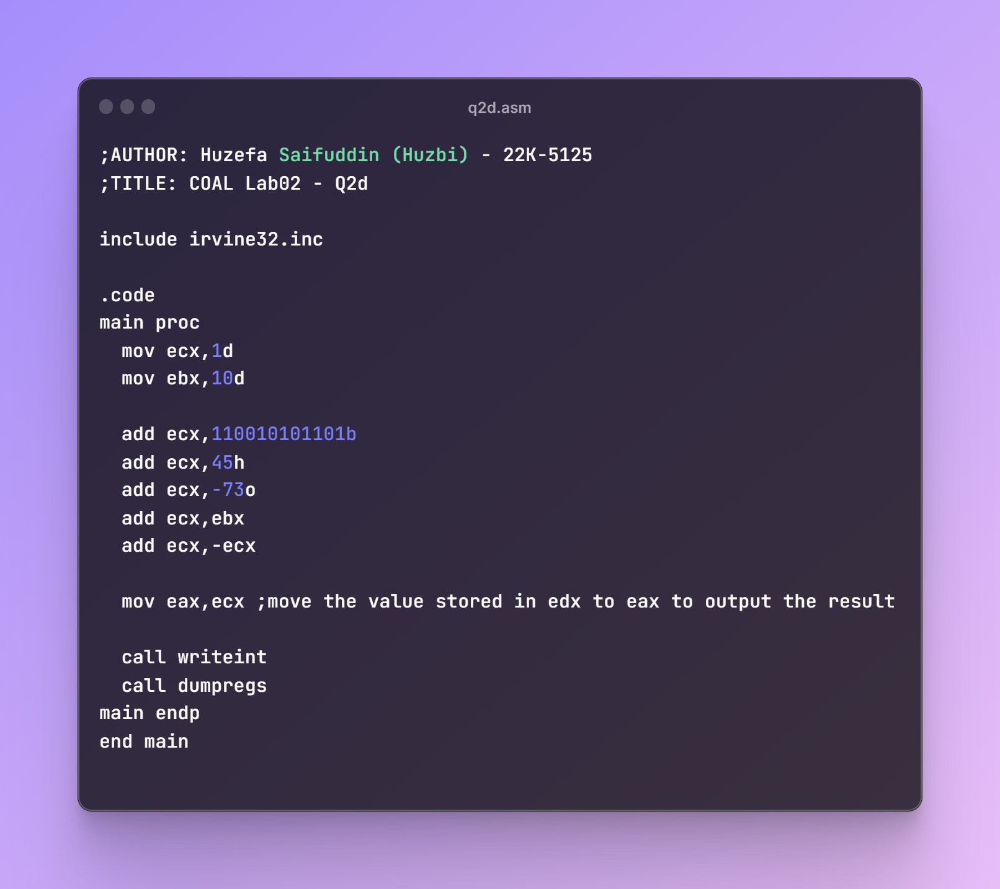 q2d.asm
;AUTHOR: Huzefa Saifuddin (Huzbi) - 22K-5125
;TITLE: COAL Lab02 - Q2d
include irvine32.inc
.code
main proc
mov ecx,1d
mov ebx,10d
add ecx,110010101101b
add ecx,45h
add ecx,-73o
add ecx,ebx
add ecx,-ecx
mov eax,ecx ;move the value stored in edx to eax to output the result
call writeint
call dumpregs
main endp
end main